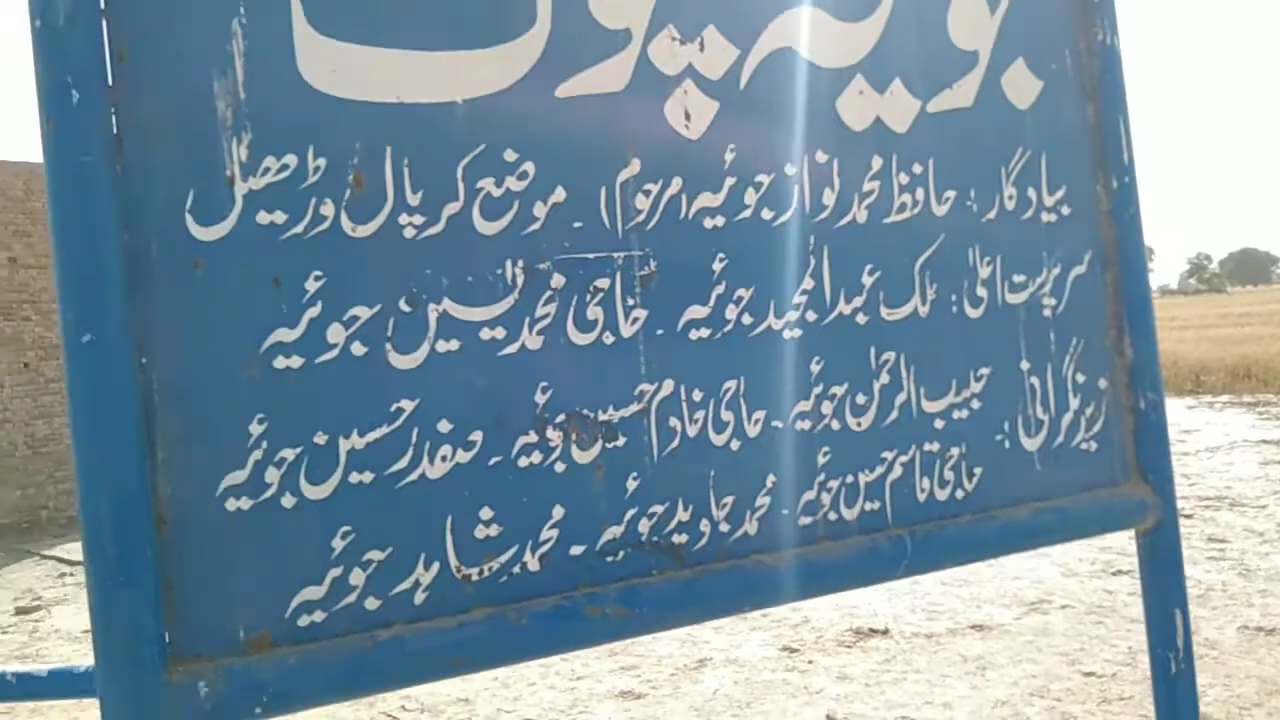 جوئیہ چوک
یادگار: حافظ محمد نواز جوئیہ (مرحوم)۔ موضع کرپال وڑھیل
سرپرست اعلیٰ: ملک عبدالمجید جوئیہ۔ حاجی محمد یٰسین جوئیہ
زیر نگرانی: حبیب الرحمٰن جوئیہ۔ حاجی خادم حسین جوئیہ۔ صفدر حسین جوئیہ
حاجی قاسم حسین جوئیہ۔ محمد جاوید جوئیہ۔ محمد شاہد جوئیہ